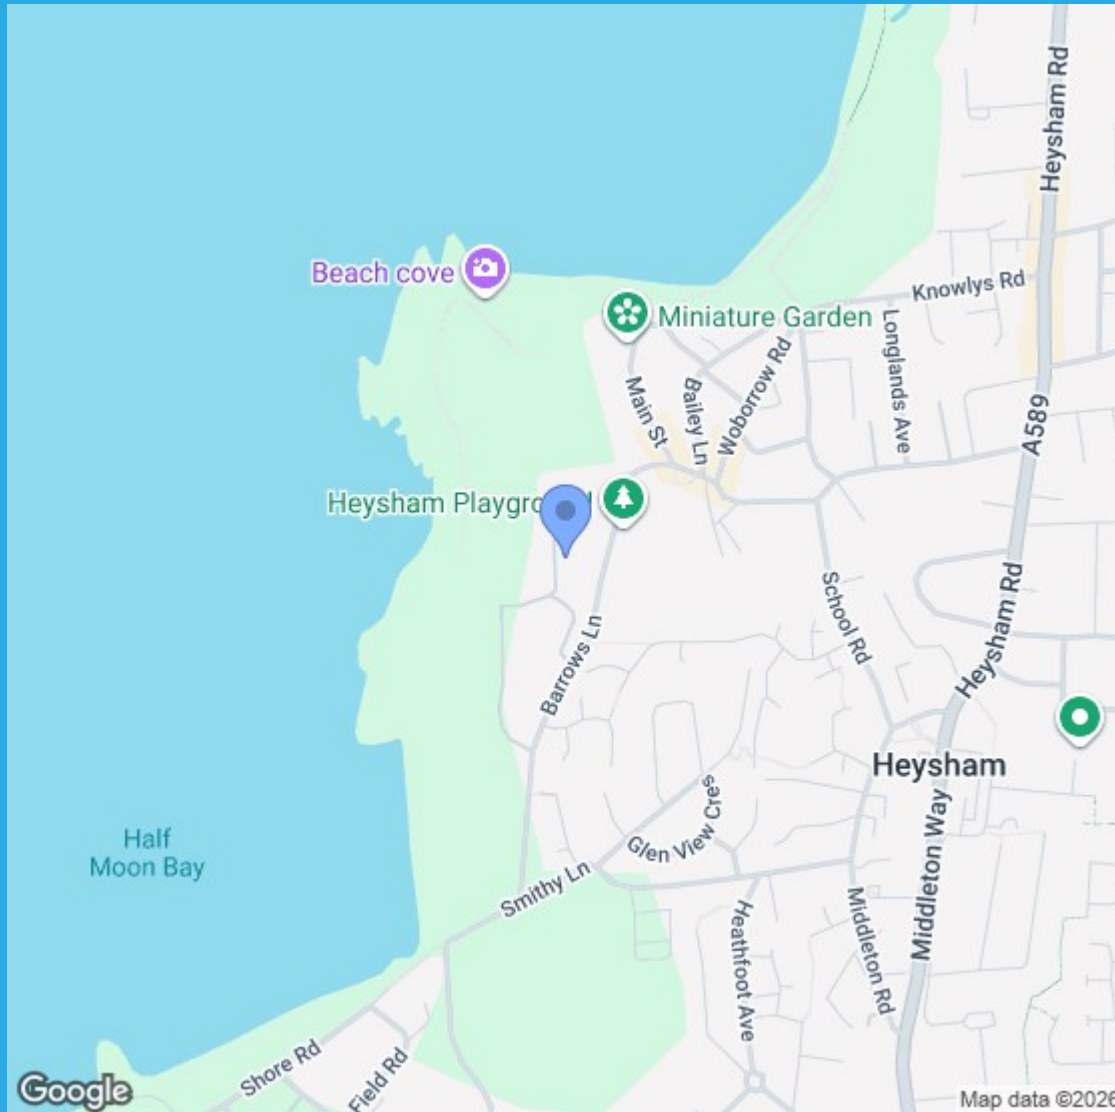 Heysham Rd
Beach cove
Knowlys Rd
Miniature Garden
Longlands Ave
Woborrow Rd
Bailey Ln
Main St
A589
Heysham Playgr
School Rd
Heysham Rd
Barrows Ln
Heysham
Middleton Way
Glen View Cres
Half
Moon Bay
Smithy Ln
Middleton Rd
Heathfoot Ave
Shore Rd
Field Rd
Google
Map data ©2026